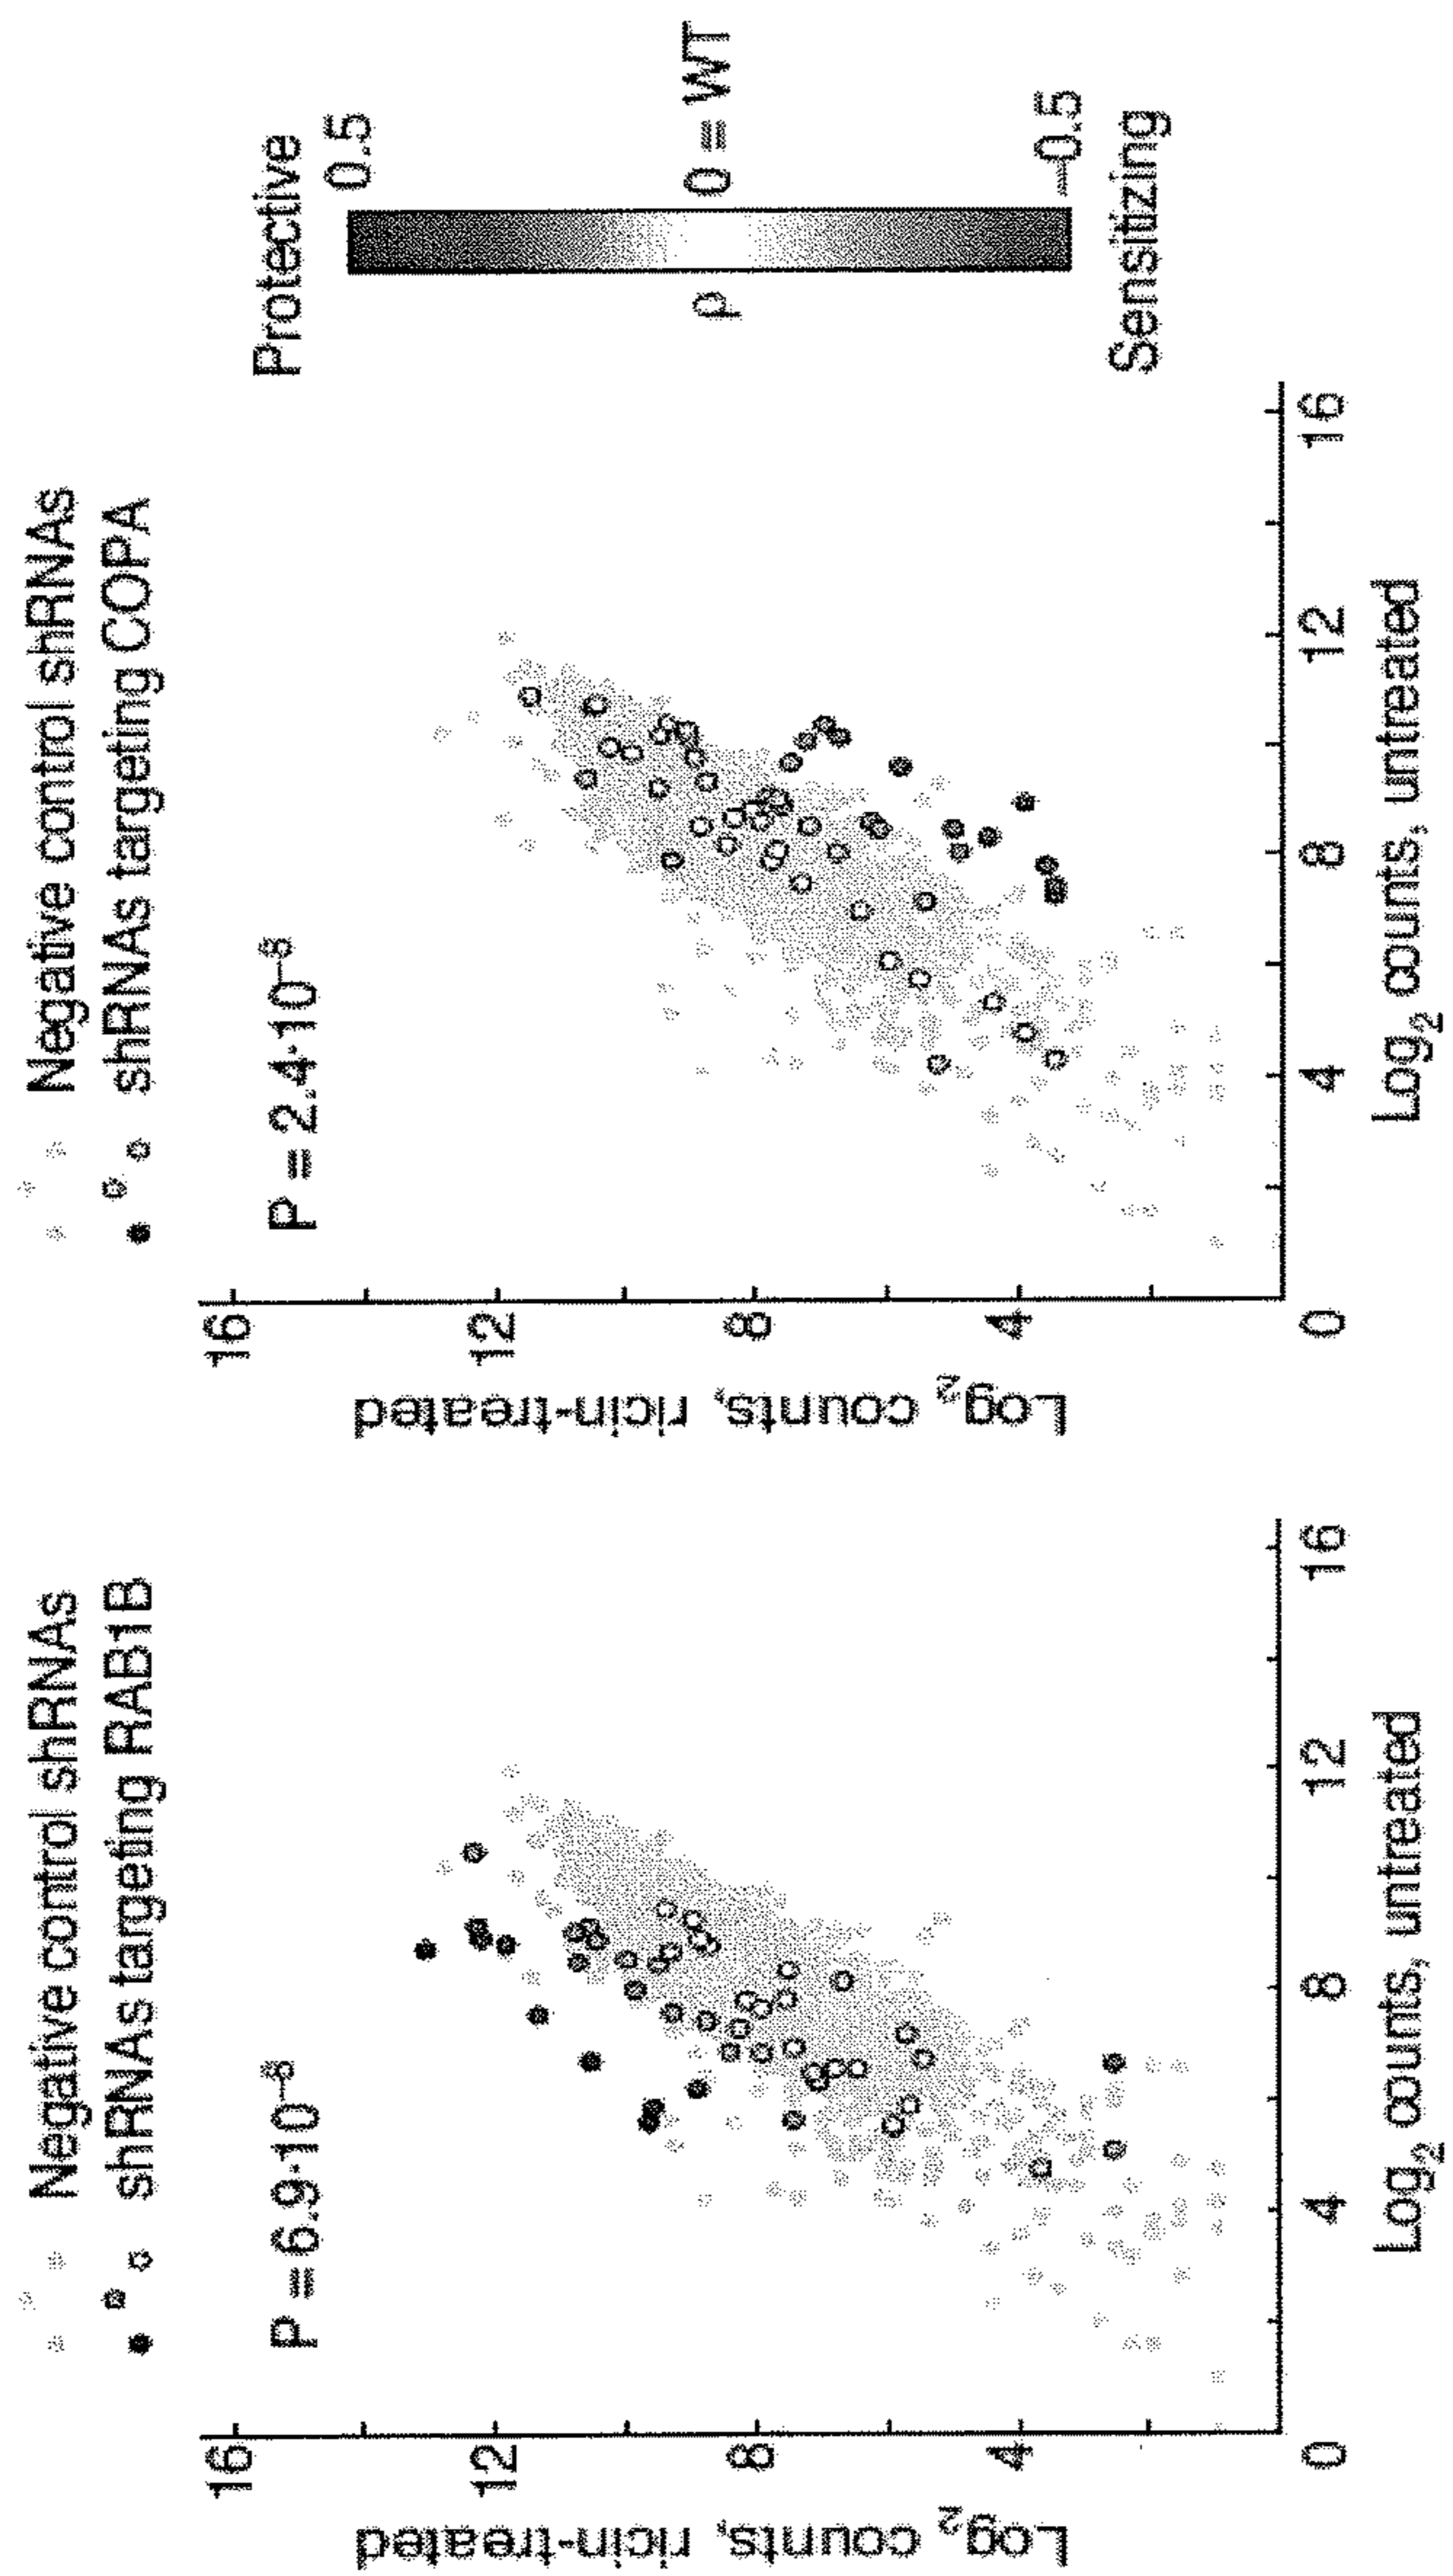 Negative control shRNAs
shRNAs targeting RAB1B
P = 6.9·10⁻⁸
Log₂ counts, ricin-treated
16
12
8
4
0
4
8
12
16
Log₂ counts, untreated
Negative control shRNAs
shRNAs targeting COPA
P = 2.4·10⁻⁸
Log₂ counts, ricin-treated
16
12
8
4
0
4
8
12
16
Log₂ counts, untreated
Protective
0.5
ρ
0 = WT
–0.5
Sensitizing